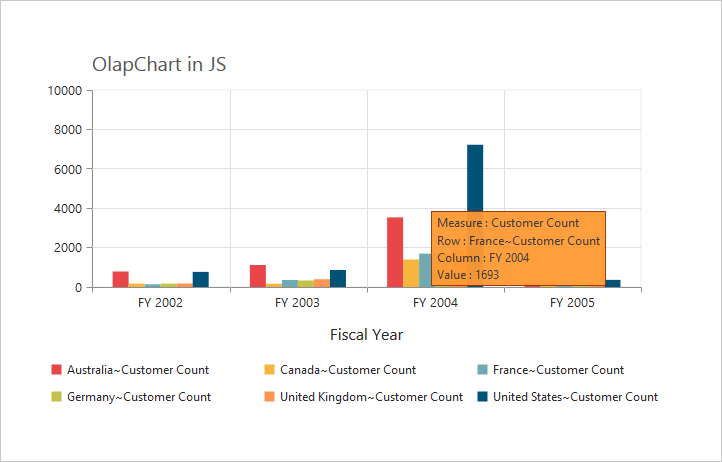 OlapChart in JS
10000
8000
6000
4000
2000
0
Measure : Customer Count
Row : France~Customer Count
Column : FY 2004
Value : 1693
FY 2002 FY 2003 FY 2004 FY 2005
Fiscal Year
Australia~Customer Count Canada~Customer Count France~Customer Count
Germany~Customer Count United Kingdom~Customer Count United States~Customer Count